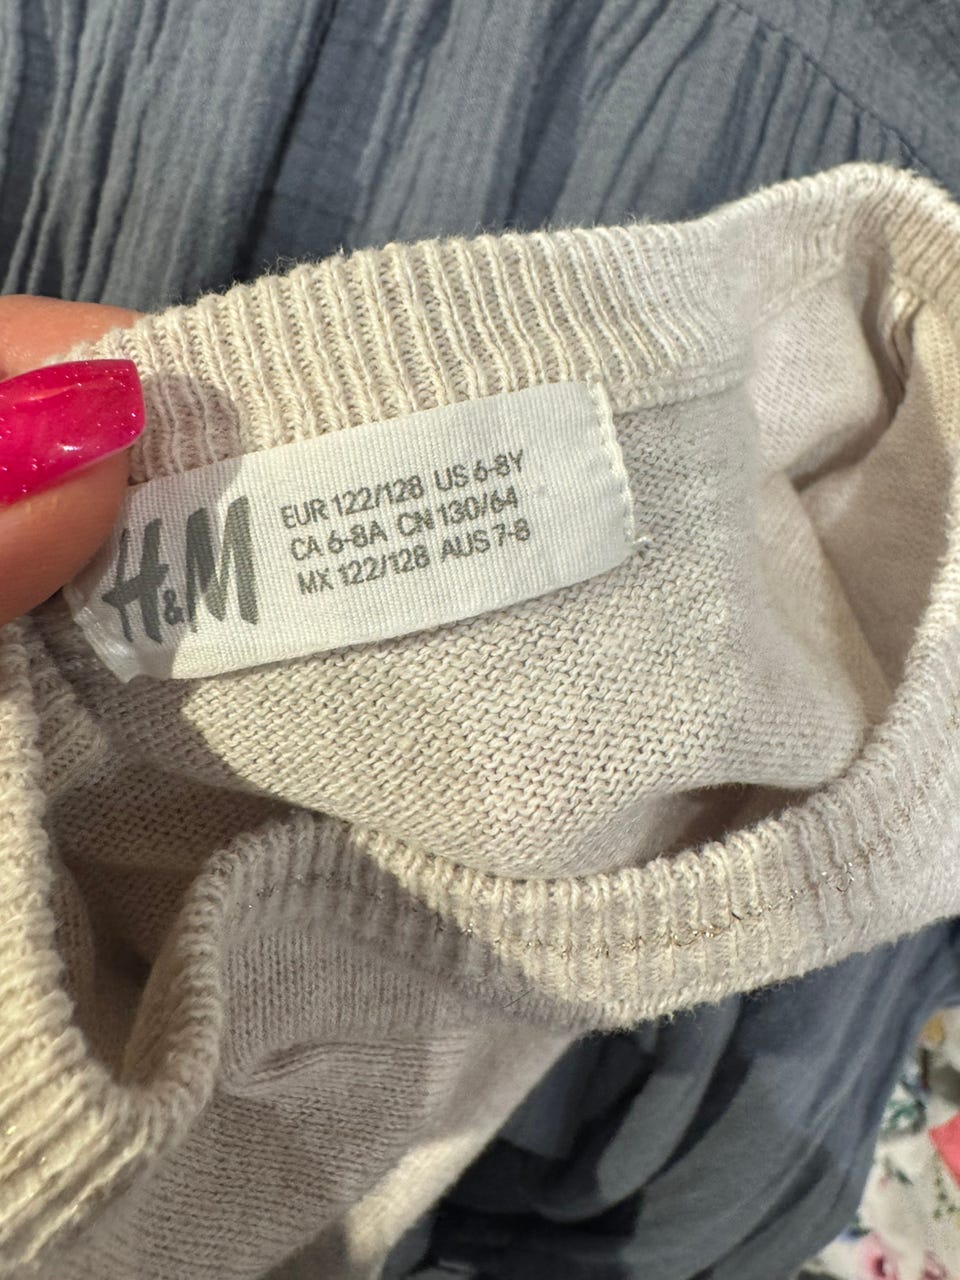 H&M
EUR 122/128 US 6-8Y
CA 6-8A CN 130/64
MX 122/128 AUS 7-8